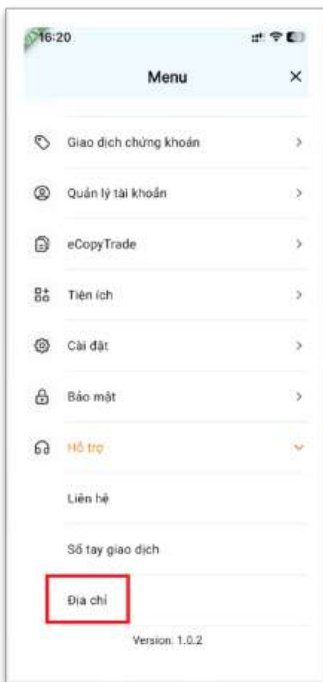 16:20
Menu
Giao dịch chứng khoán
Quản lý tài khoản
eCopyTrade
Tiện ích
Cài đặt
Bảo mật
Hỗ trợ
Liên hệ
Sổ tay giao dịch
Địa chỉ
Version: 1.0.2